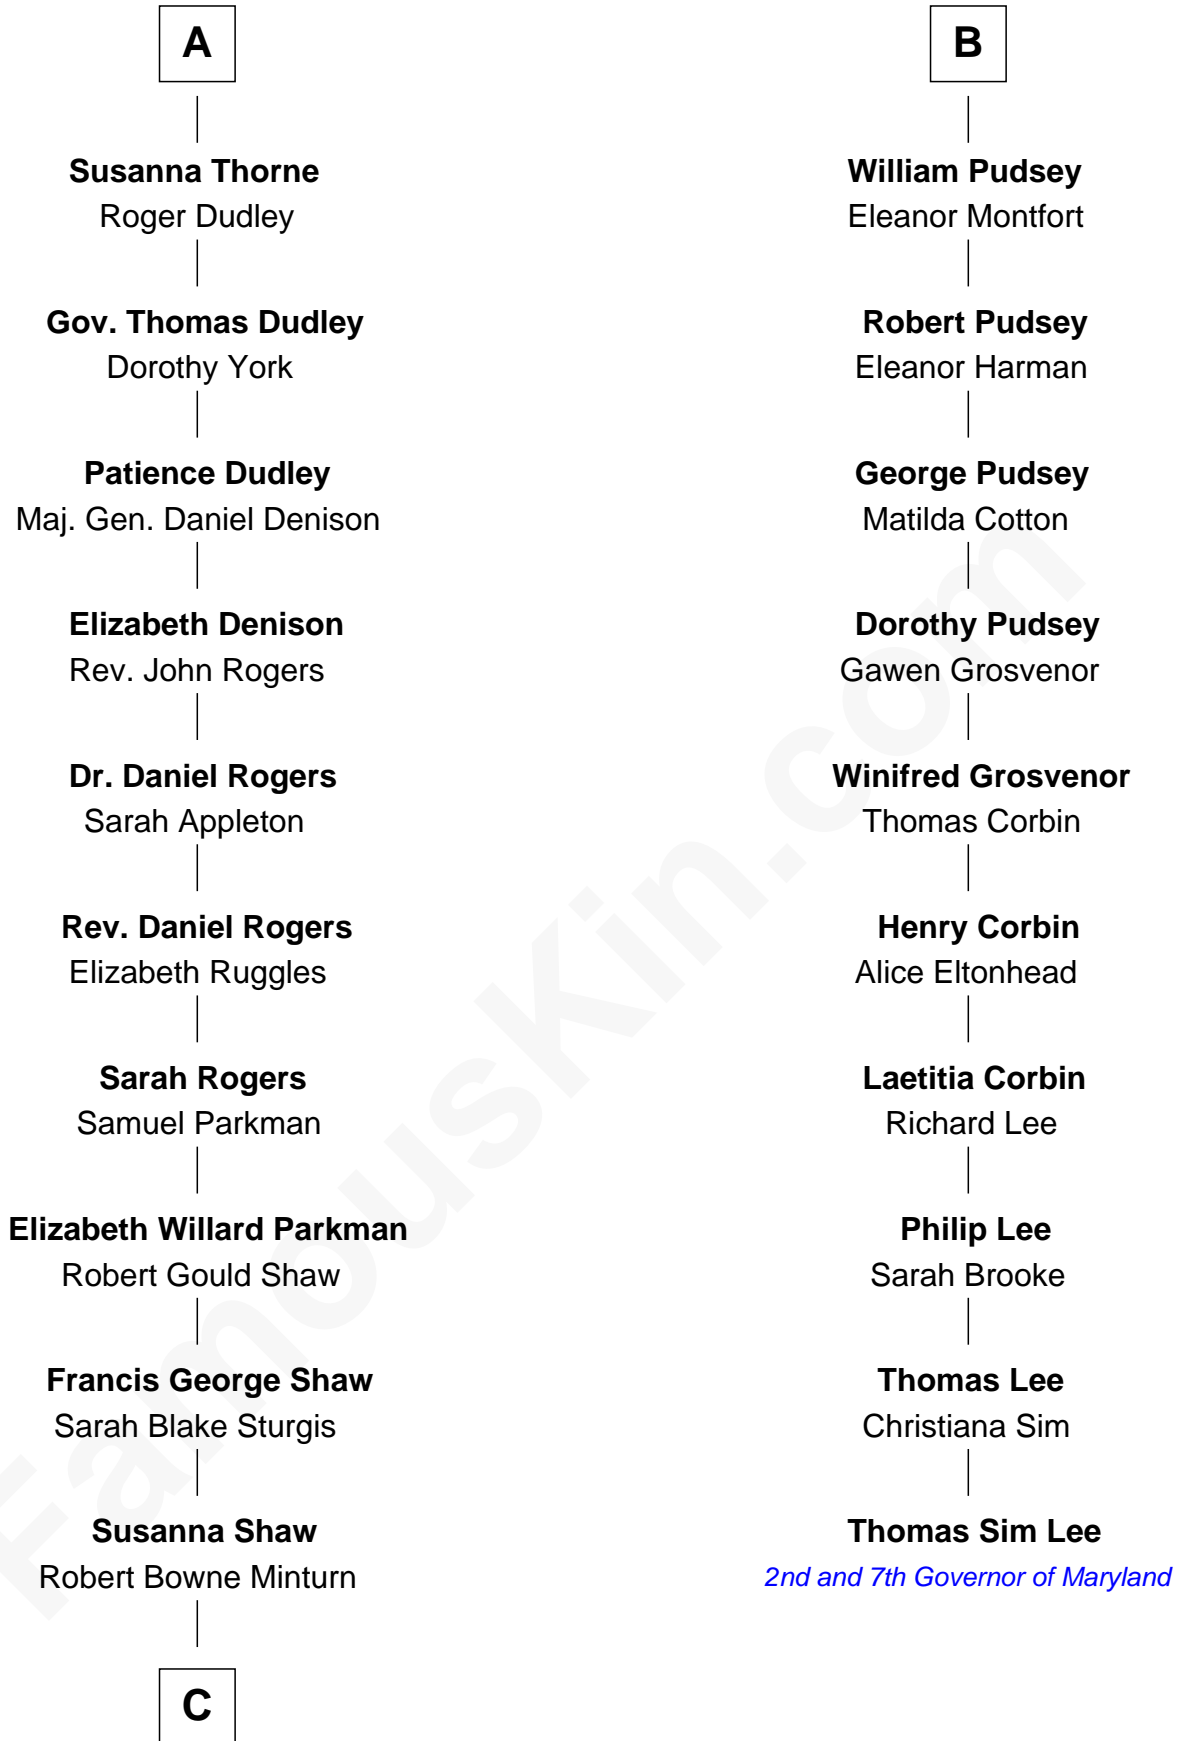 A
Susanna Thorne
Roger Dudley
Gov. Thomas Dudley
Dorothy York
Patience Dudley
Maj. Gen. Daniel Denison
Elizabeth Denison
Rev. John Rogers
Dr. Daniel Rogers
Sarah Appleton
Rev. Daniel Rogers
Elizabeth Ruggles
Sarah Rogers
Samuel Parkman
Elizabeth Willard Parkman
Robert Gould Shaw
Francis George Shaw
Sarah Blake Sturgis
Susanna Shaw
Robert Bowne Minturn
C
B
William Pudsey
Eleanor Montfort
Robert Pudsey
Eleanor Harman
George Pudsey
Matilda Cotton
Dorothy Pudsey
Gawen Grosvenor
Winifred Grosvenor
Thomas Corbin
Henry Corbin
Alice Eltonhead
Laetitia Corbin
Richard Lee
Philip Lee
Sarah Brooke
Thomas Lee
Christiana Sim
Thomas Sim Lee
2nd and 7th Governor of Maryland
FamousKin.com